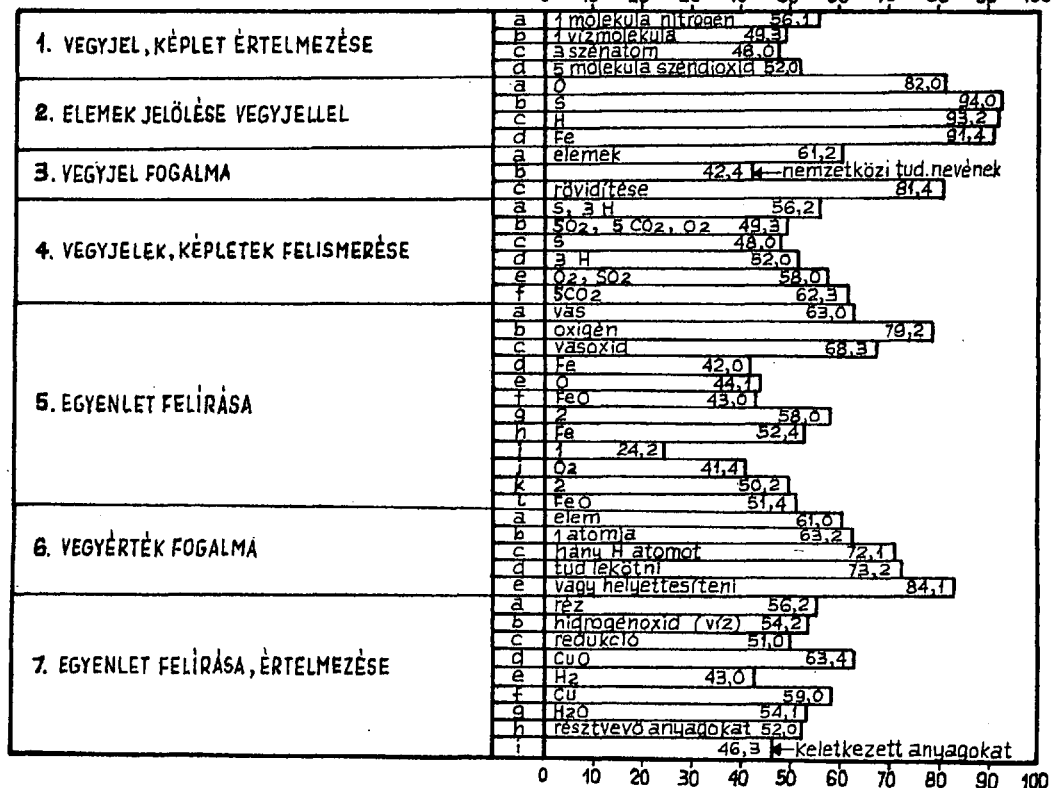 1. VEGYJEL, KÉPLET ÉRTELMEZÉSE
a 1 molekula nitrogén 56,1
b 1 vízmolekula 49,3
c 3 szénatom 48,0
d 5 molekula széndioxid 52,0
2. ELEMEK JELÖLÉSE VEGYJELLEL
a O 82,0
b S 94,0
c H 93,2
d Fe 91,4
3. VEGYJEL FOGALMA
a elemek 61,2
b 42,4 nemzetközi tud. nevének
c rövidítése 81,4
4. VEGYJELEK, KÉPLETEK FELISMERÉSE
a S, 3 H 56,2
b SO2, 5 CO2, O2 49,3
c S 48,0
d 3 H 52,0
e O2, SO2 58,0
f 5CO2 62,3
5. EGYENLET FELÍRÁSA
a vas 63,0
b oxigén 79,2
c vasoxid 68,3
d Fe 42,0
e O 44,1
f FeO 43,0
g 2 58,0
h Fe 52,4
i 1 24,2
j O2 41,4
k 2 50,2
l FeO 51,4
6. VEGYÉRTÉK FOGALMA
a elem 61,0
b 1 atomja 63,2
c hány H atomot 72,1
d tud lekötni 73,2
e vagy helyettesíteni 84,1
7. EGYENLET FELÍRÁSA, ÉRTELMEZÉSE
a réz 56,2
b hidrogénoxid (víz) 54,2
c redukció 51,0
d CuO 63,4
e H2 43,0
f Cu 59,0
g H2O 54,1
h résztvevő anyagokat 52,0
i 46,3 keletkezett anyagokat
0 10 20 30 40 50 60 70 80 90 100